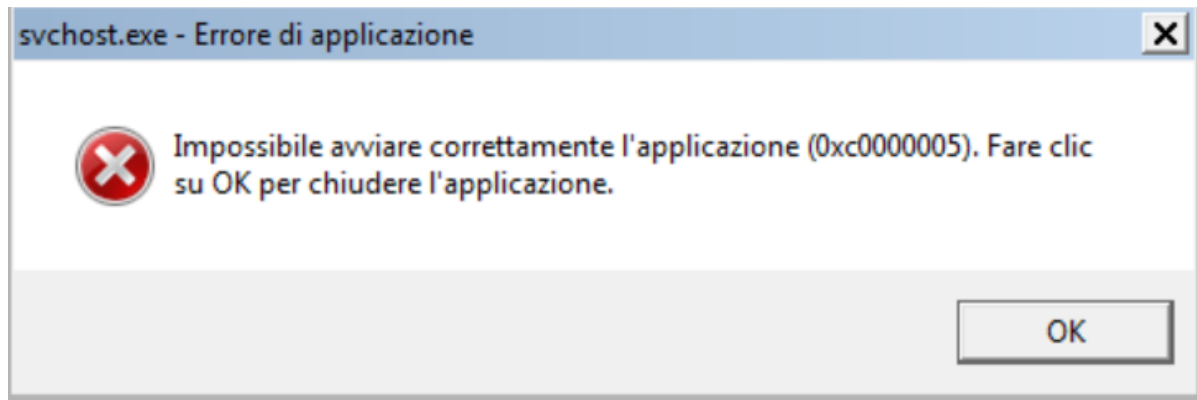 svchost.exe - Errore di applicazione
Impossibile avviare correttamente l'applicazione (0xc0000005). Fare clic
su OK per chiudere l'applicazione.
OK